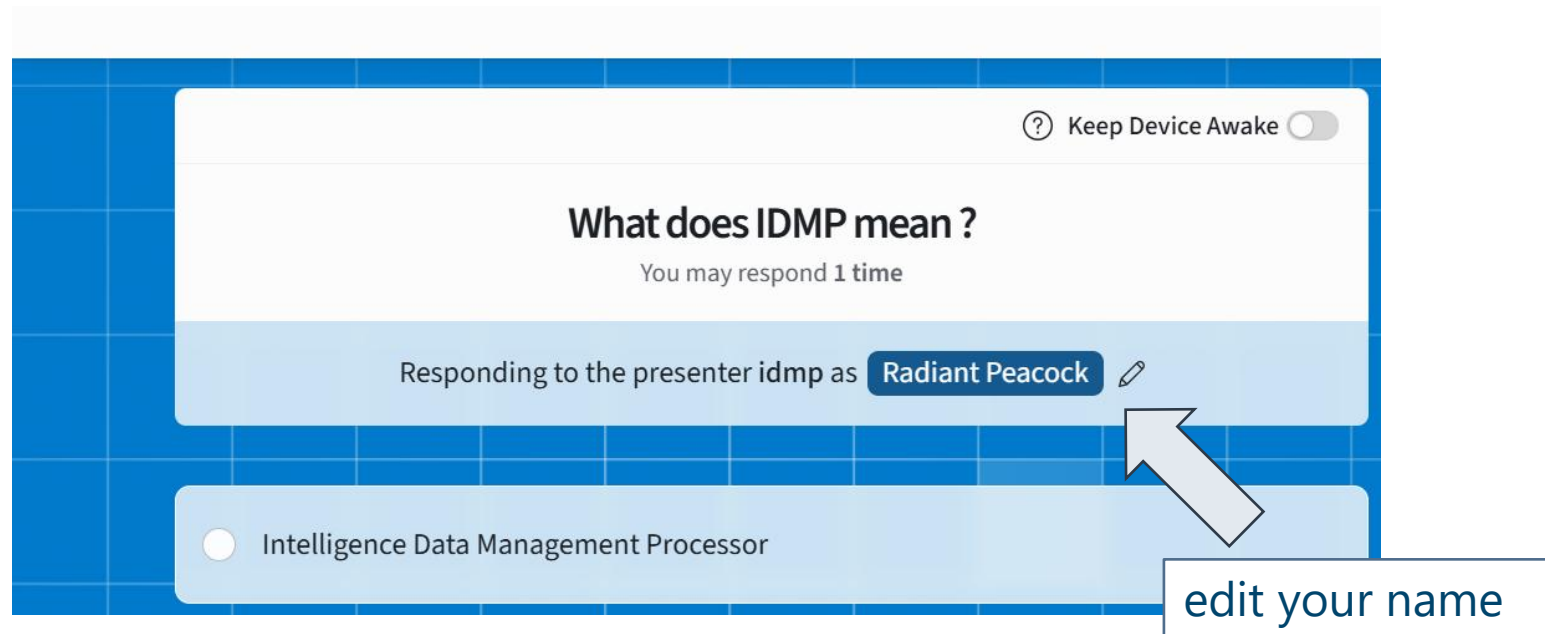 Keep Device Awake
What does IDMP mean ?
You may respond 1 time
Responding to the presenter idmp as Radiant Peacock
Intelligence Data Management Processor
edit your name